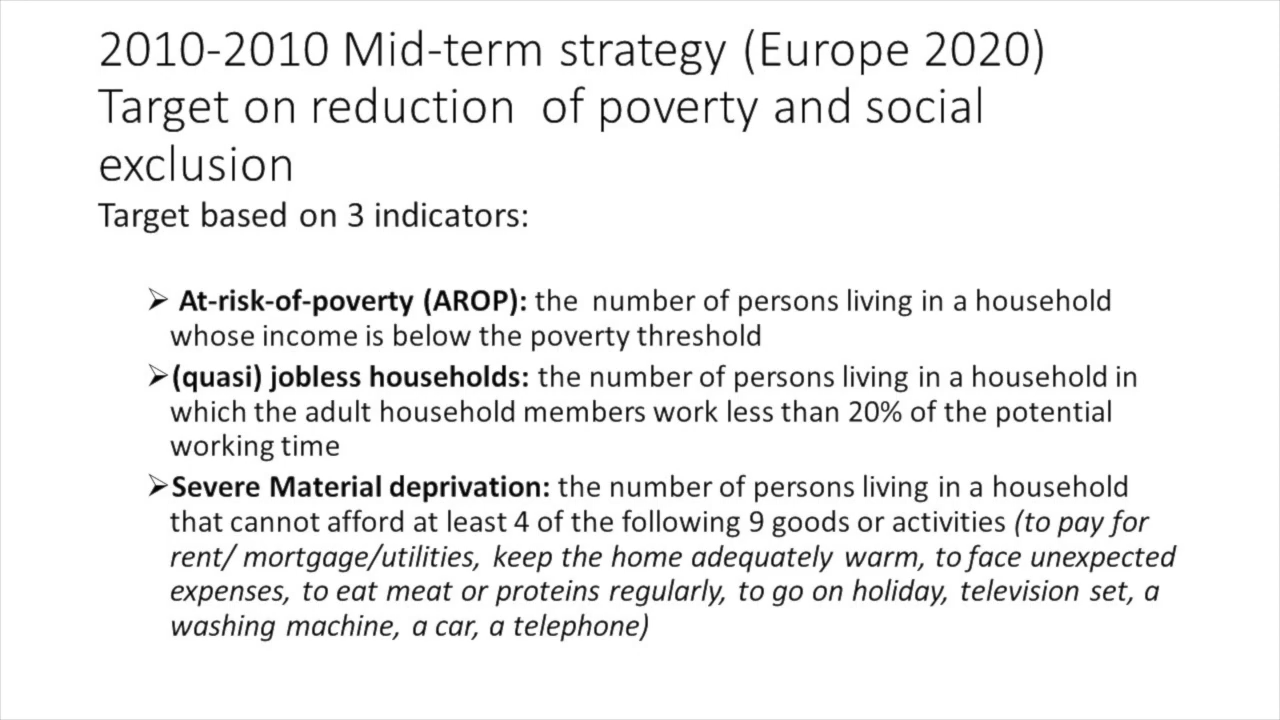 2010-2010 Mid-term strategy (Europe 2020)
Target on reduction of poverty and social
exclusion
Target based on 3 indicators:
➢ At-risk-of-poverty (AROP): the number of persons living in a household
whose income is below the poverty threshold
➢(quasi) jobless households: the number of persons living in a household in
which the adult household members work less than 20% of the potential
working time
➢Severe Material deprivation: the number of persons living in a household
that cannot afford at least 4 of the following 9 goods or activities (to pay for
rent/ mortgage/utilities, keep the home adequately warm, to face unexpected
expenses, to eat meat or proteins regularly, to go on holiday, television set, a
washing machine, a car, a telephone)